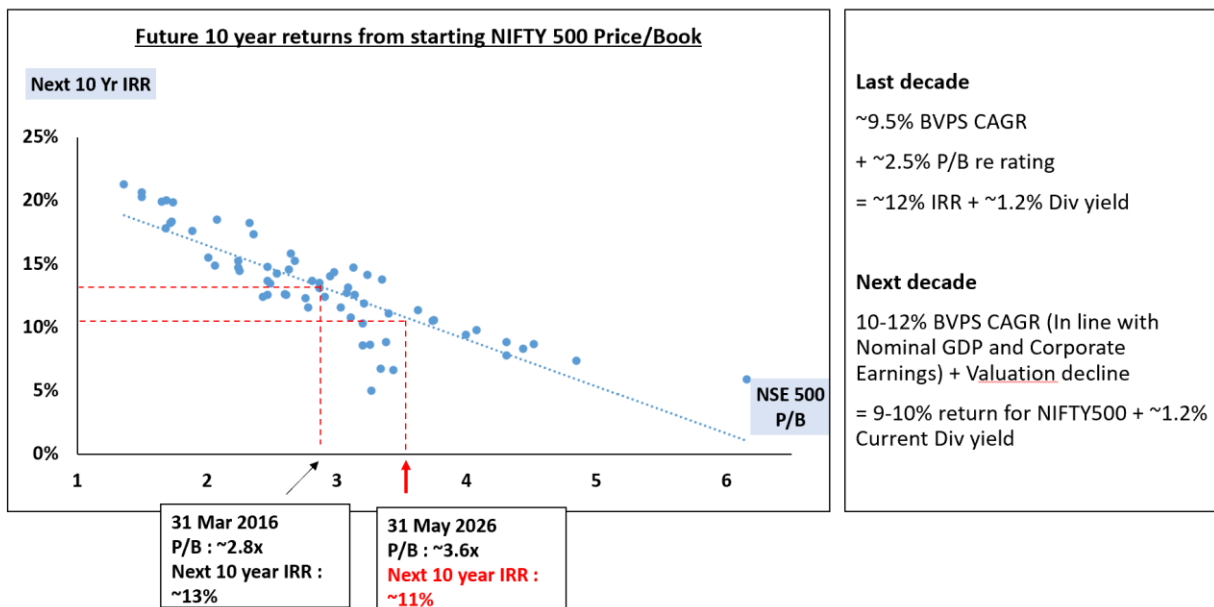 Future 10 year returns from starting NIFTY 500 Price/Book
Next 10 Yr IRR
25%
20%
15%
10%
5%
0%
1
2
3
4
5
6
NSE 500
P/B
31 Mar 2016
P/B : ~2.8x
Next 10 year IRR :
~13%
31 May 2026
P/B : ~3.6x
Next 10 year IRR :
~11%
Last decade
~9.5% BVPS CAGR
+ ~2.5% P/B re rating
= ~12% IRR + ~1.2% Div yield
Next decade
10-12% BVPS CAGR (In line with
Nominal GDP and Corporate
Earnings) + Valuation decline
= 9-10% return for NIFTY500 + ~1.2%
Current Div yield